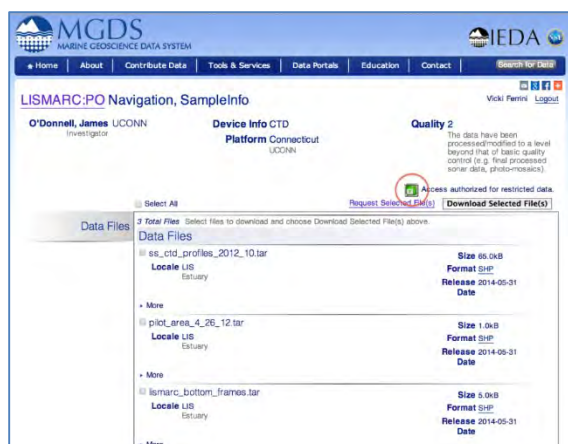 MGDS
MARINE GEOSCIENCE DATA SYSTEM
IEDA
Home About Contribute Data Tools & Services Data Portals Education Contact Search for Data
LISMARC:PO Navigation, SampleInfo
Vicki Ferrini Logout
O'Donnell, James UCONN
Investigator
Device Info CTD
Platform Connecticut
UCONN
Quality 2
The data have been
processed/modified to a level
beyond that of basic quality
control (e.g. final processed
sonar data, photo-mosaics).
Access authorized for restricted data.
Select All
Request Selected File(s) Download Selected File(s)
Data Files
3 Total Files Select files to download and choose Download Selected File(s) above.
Data Files
ss_ctd_profiles_2012_10.tar
Locale LIS
Estuary
Size 65.0kB
Format SHP
Release 2014-05-31
Date
More
pilot_area_4_26_12.tar
Locale LIS
Estuary
Size 1.0kB
Format SHP
Release 2014-05-31
Date
More
lismarc_bottom_frames.tar
Locale LIS
Estuary
Size 5.0kB
Format SHP
Release 2014-05-31
Date
More